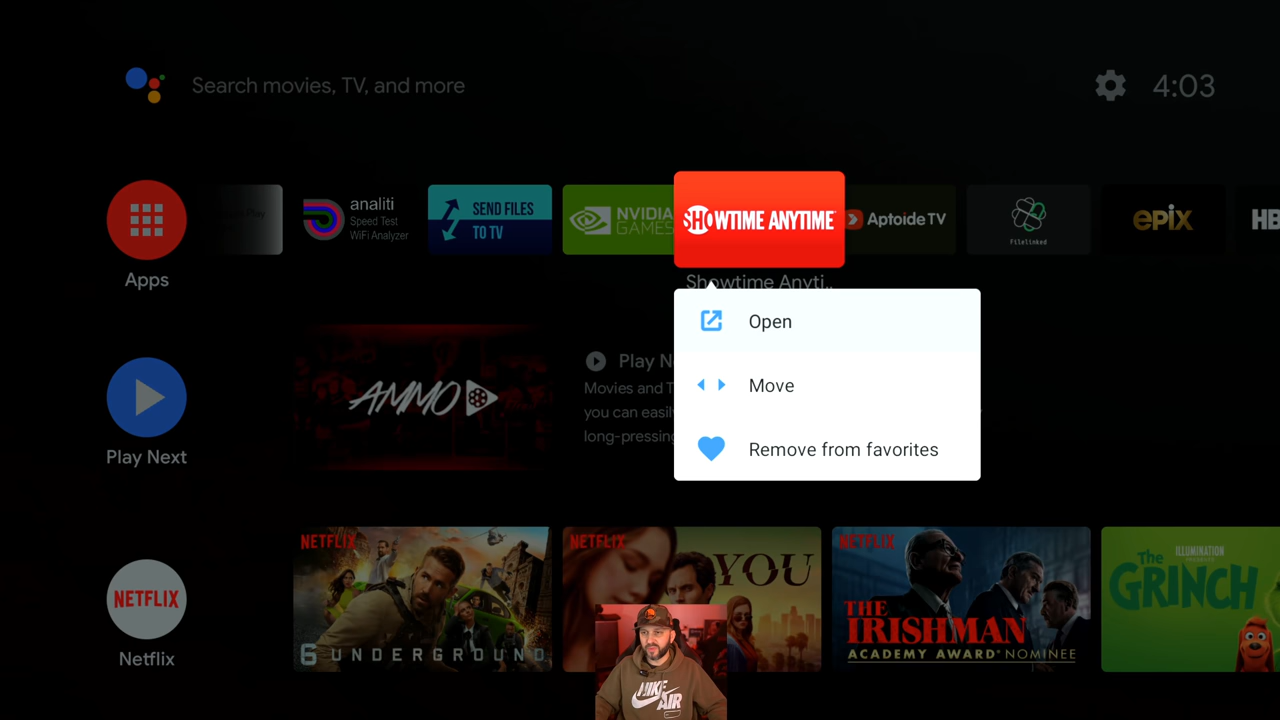 Search movies, TV, and more
4:03
analiti
Speed Test
WiFi Analyzer
SEND FILES
TO TV
NVIDIA
GAMES
SHOWTIME ANYTIME
Aptoide TV
Filelinked
epix
HB
Apps
Showtime Anyti..
Open
Move
Remove from favorites
AMMO
Play N
Movies and T
you can easil
long-pressing
Play Next
NETFLIX
6 UNDERGROUND
NETFLIX
YOU
NETFLIX
THE
IRISHMAN
ACADEMY AWARD® NOMINEE
ILLUMINATION
PRESENTS
The
GRINCH
NETFLIX
Netflix
NIKE
AIR